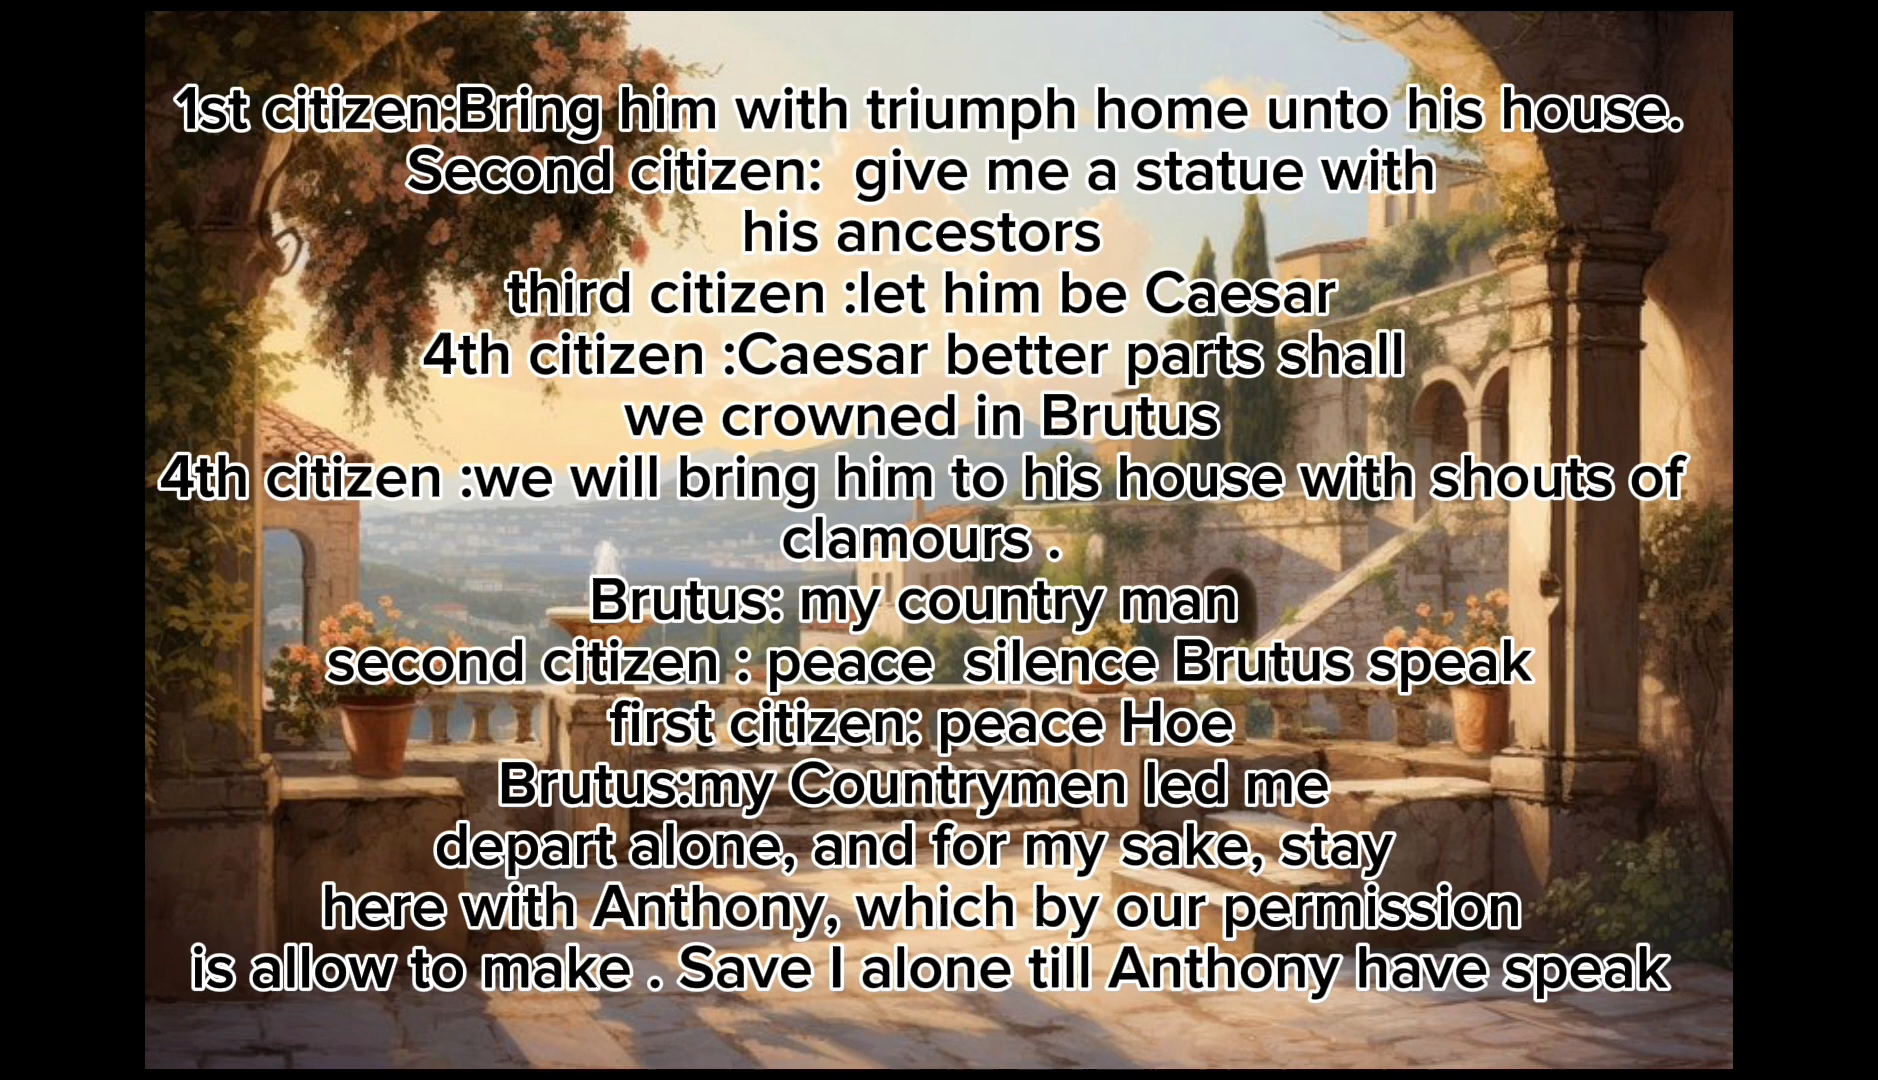 1st citizen:Bring him with triumph home unto his house.
Second citizen:  give me a statue with
his ancestors
third citizen :let him be Caesar
4th citizen :Caesar better parts shall
we crowned in Brutus
4th citizen :we will bring him to his house with shouts of
clamours .
Brutus: my country man
second citizen : peace  silence Brutus speak
first citizen: peace Hoe
Brutus:my Countrymen led me
depart alone, and for my sake, stay
here with Anthony, which by our permission
is allow to make . Save I alone till Anthony have speak